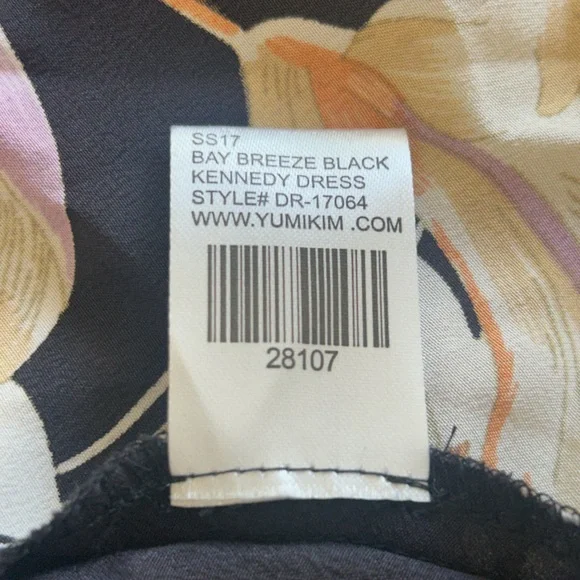 SS17
BAY BREEZE BLACK
KENNEDY DRESS
STYLE# DR-17064
WWW.YUMIKIM .COM
28107